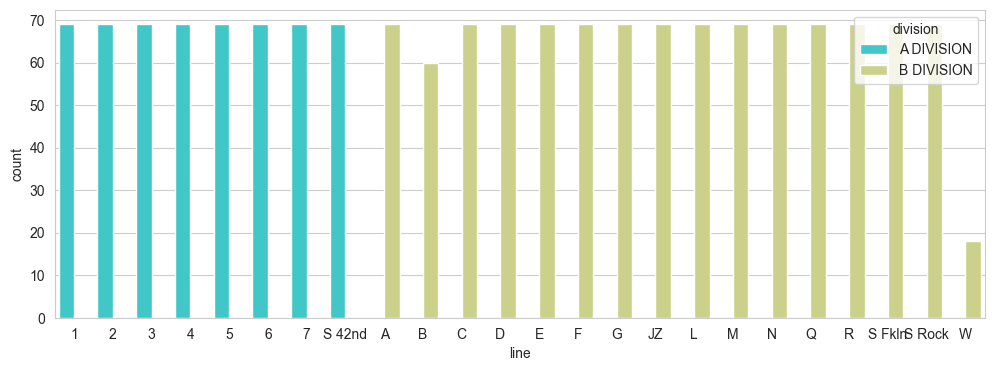 division
A DIVISION
B DIVISION
70
60
50
40
30
20
10
0
count
1 2 3 4 5 6 7 S 42nd A B C D E F G JZ L M N Q R S Fkln S Rock W
line